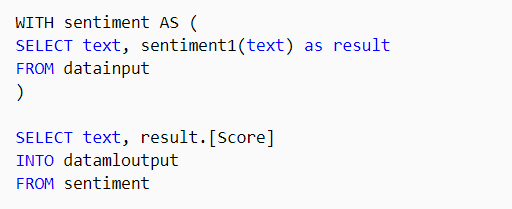 WITH sentiment AS (
SELECT text, sentiment1(text) as result
FROM datainput
)
SELECT text, result.[Score]
INTO datamloutput
FROM sentiment